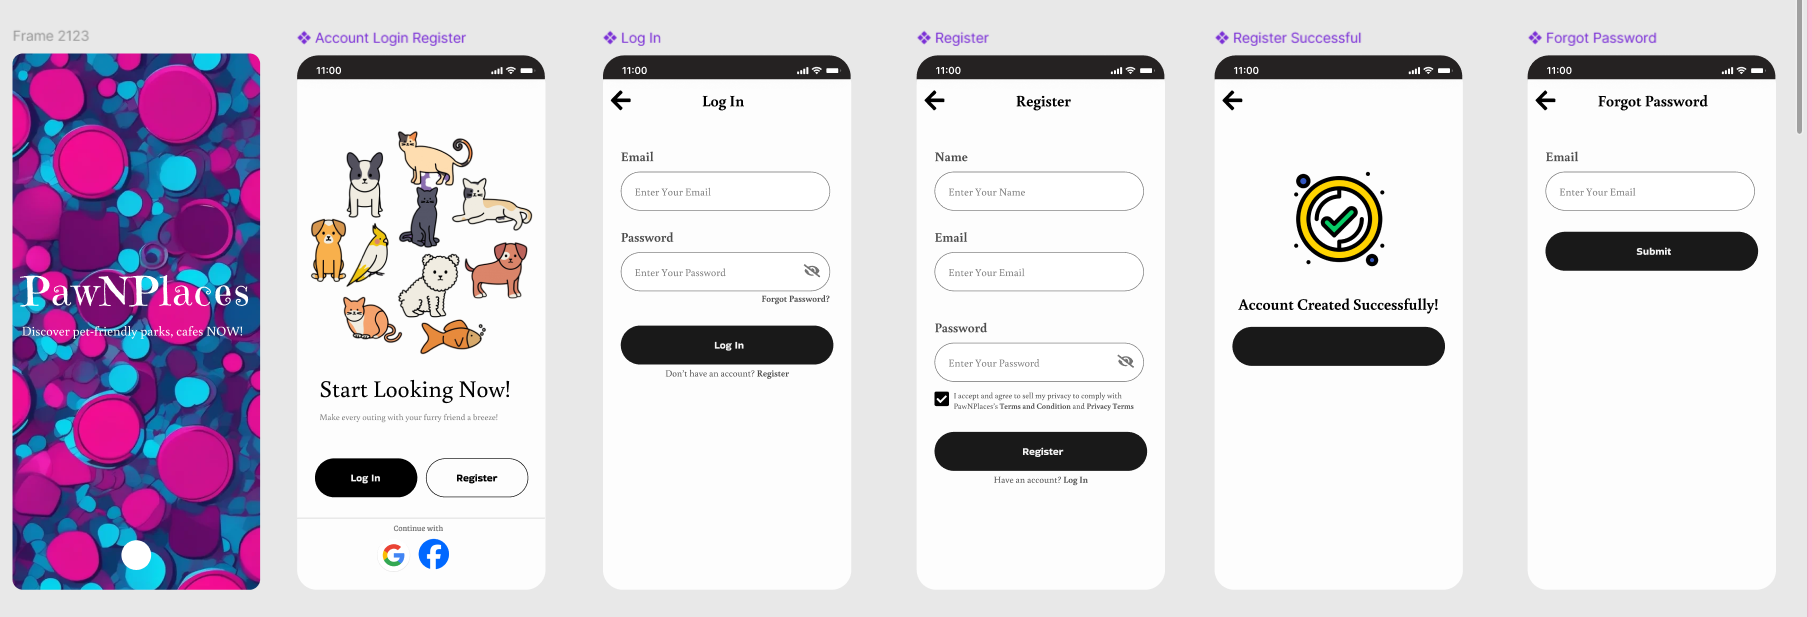 Frame 2123
PawNPlaces
Discover pet-friendly parks, cafes NOW!
Account Login Register
11:00
Start Looking Now!
Make every outing with your furry friend a breeze!
Log In
Register
Continue with
Log In
11:00
Log In
Email
Enter Your Email
Password
Enter Your Password
Forgot Password?
Log In
Don't have an account? Register
Register
11:00
Register
Name
Enter Your Name
Email
Enter Your Email
Password
Enter Your Password
I accept and agree to sell my privacy to comply with
PawNPlaces's Terms and Condition and Privacy Terms
Register
Have an account? Log In
Register Successful
11:00
Account Created Successfully!
Forgot Password
11:00
Forgot Password
Email
Enter Your Email
Submit